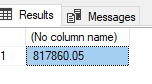 Results Messages
(No column name)
1 817860.05